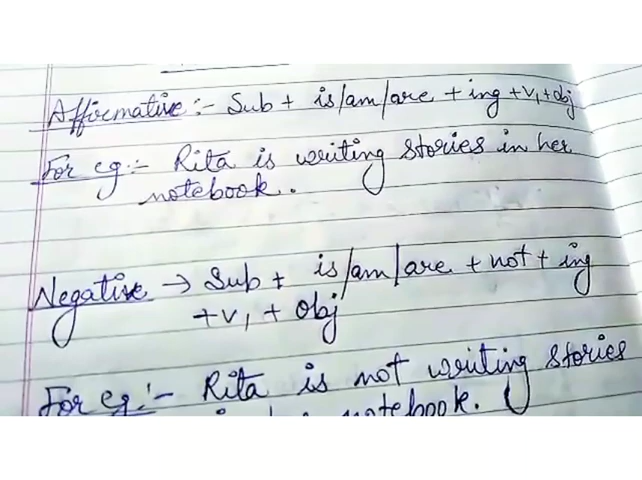 Affirmative :- Sub + is/am/are + ing + V1 + obj
For eg :- Rita is writing stories in her
notebook.
Negative → Sub + is/am/are + not + ing
+ V1 + obj
For eg :- Rita is not writing stories
notebook.